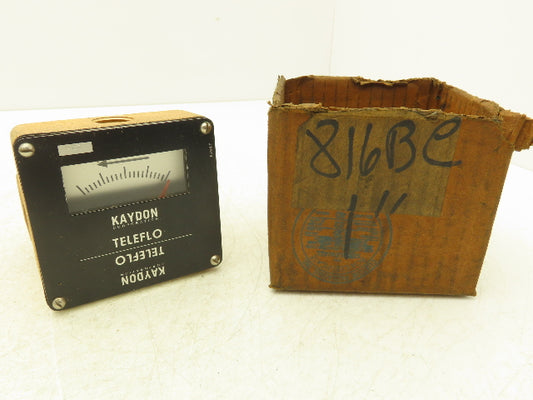 KAYDON
TELEFLO
TELEFLO
KAYDON
816BC
1"